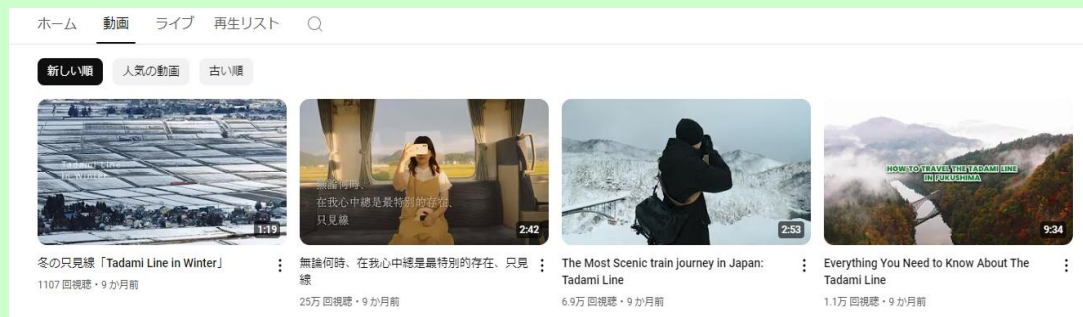 ホーム 動画 ライブ 再生リスト
新しい順 人気の動画 古い順
Tadami Line
in Winter
1:19
無論何時、
在我心中總是最特別的存在、
只見線
2:42
2:53
HOW TO TRAVEL THE TADAMI LINE
IN FUKUSHIMA
9:34
冬の只見線「Tadami Line in Winter」
1107 回視聴・9 か月前
無論何時、在我心中總是最特別的存在、只見
線
25万 回視聴・9 か月前
The Most Scenic train journey in Japan:
Tadami Line
6.9万 回視聴・9 か月前
Everything You Need to Know About The
Tadami Line
1.1万 回視聴・9 か月前